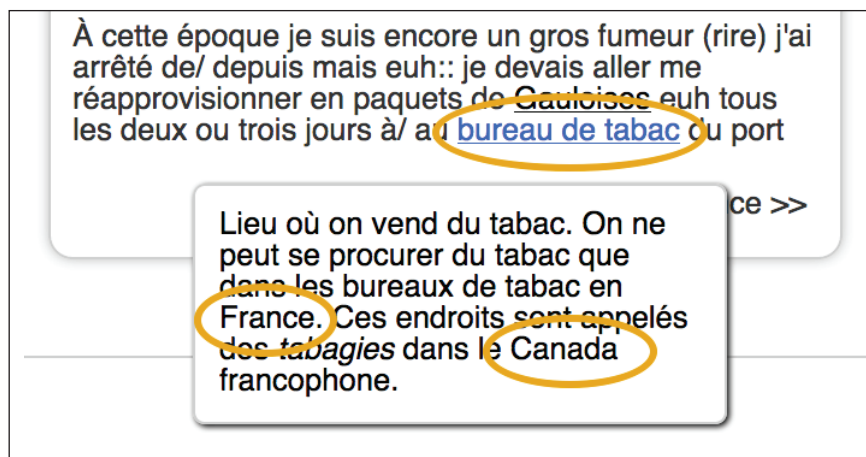 À cette époque je suis encore un gros fumeur (rire) j'ai
arrêté de/ depuis mais euh:: je devais aller me
réapprovisionner en paquets de Gauloises euh tous
les deux ou trois jours à/ au bureau de tabac du port
ce >>
Lieu où on vend du tabac. On ne
peut se procurer du tabac que
dans les bureaux de tabac en
France. Ces endroits sont appelés
des tabagies dans le Canada
francophone.